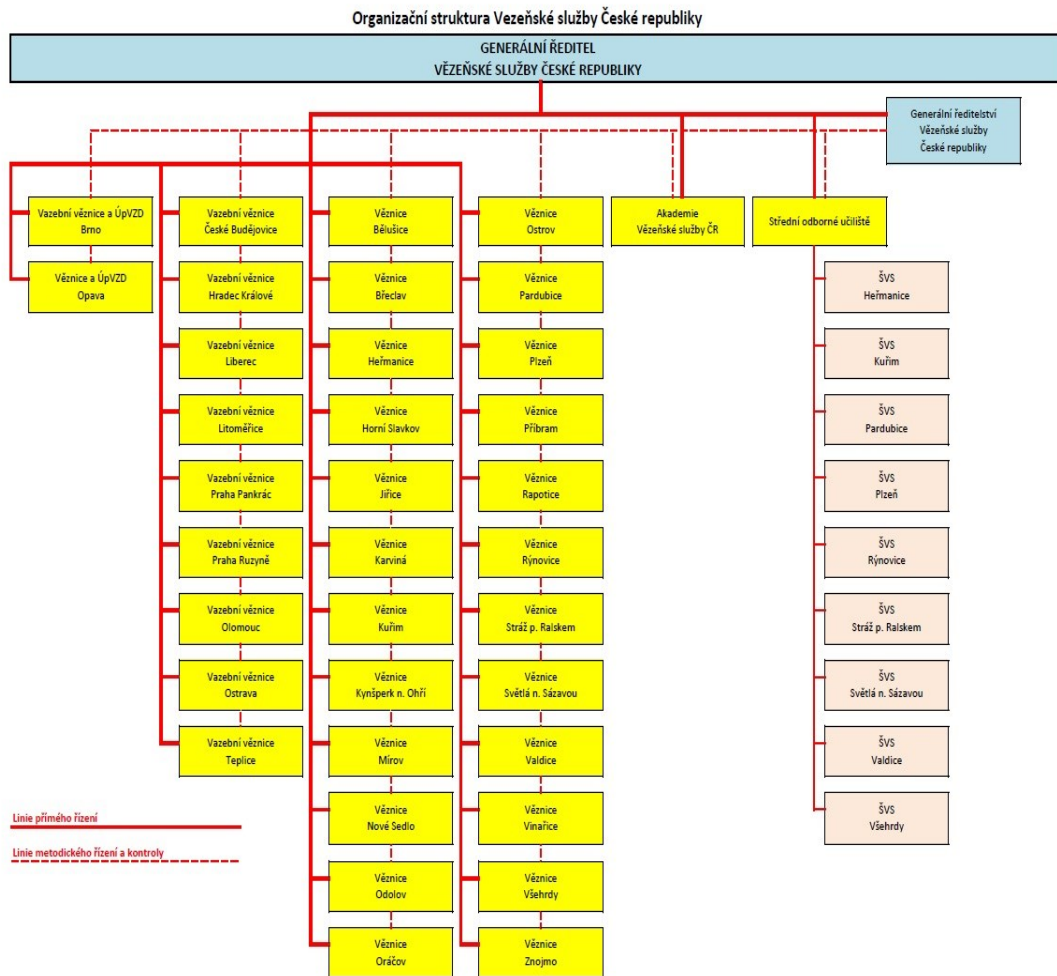 Organizační struktura Vezeňské služby České republiky
GENERÁLNÍ ŘEDITEL
VĚZEŇSKÉ SLUŽBY ČESKÉ REPUBLIKY
Generální ředitelství
Vězeňské služby
České republiky
Vazební věznice a ÚpVZD
Brno
Věznice a ÚpVZD
Opava
Vazební věznice
České Budějovice
Vazební věznice
Hradec Králové
Vazební věznice
Liberec
Vazební věznice
Litoměřice
Vazební věznice
Praha Pankrác
Vazební věznice
Praha Ruzyně
Vazební věznice
Olomouc
Vazební věznice
Ostrava
Vazební věznice
Teplice
Věznice
Bělušice
Věznice
Břeclav
Věznice
Heřmanice
Věznice
Horní Slavkov
Věznice
Jiřice
Věznice
Karviná
Věznice
Kuřim
Věznice
Kynšperk n. Ohří
Věznice
Mírov
Věznice
Nové Sedlo
Věznice
Odolov
Věznice
Oráčov
Věznice
Ostrov
Věznice
Pardubice
Věznice
Plzeň
Věznice
Příbram
Věznice
Rapotice
Věznice
Rýnovice
Věznice
Stráž p. Ralskem
Věznice
Světlá n. Sázavou
Věznice
Valdice
Věznice
Vinařice
Věznice
Všehrdy
Věznice
Znojmo
Akademie
Vězeňské služby ČR
Střední odborné učiliště
ŠVS
Heřmanice
ŠVS
Kuřim
ŠVS
Pardubice
ŠVS
Plzeň
ŠVS
Rýnovice
ŠVS
Stráž p. Ralskem
ŠVS
Světlá n. Sázavou
ŠVS
Valdice
ŠVS
Všehrdy
Linie přímého řízení
Linie metodického řízení a kontroly